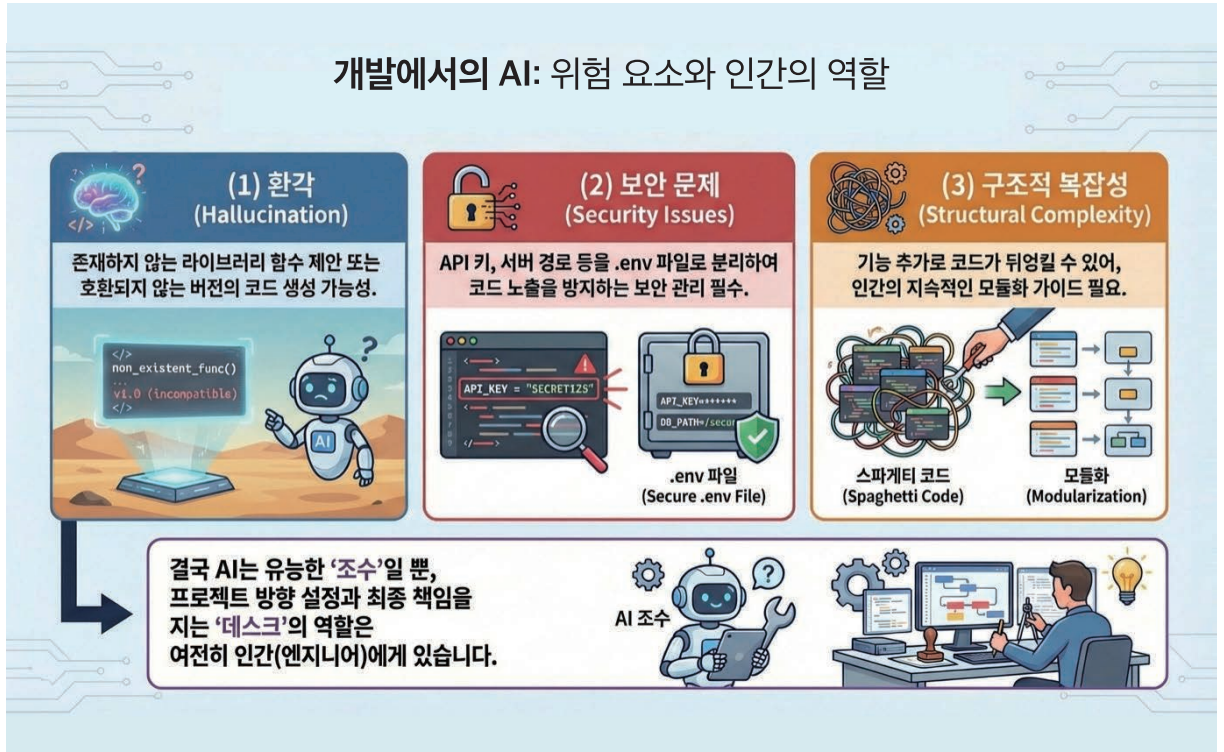 개발에서의 AI: 위험 요소와 인간의 역할
(1) 환각
(Hallucination)
존재하지 않는 라이브러리 함수 제안 또는
호환되지 않는 버전의 코드 생성 가능성.
</>
non_existent_func()
...
v1.0 (incompatible)
</>
?
AI
(2) 보안 문제
(Security Issues)
API 키, 서버 경로 등을 .env 파일로 분리하여
코드 노출을 방지하는 보안 관리 필수.
API_KEY = "SECRET1ZS"
API_KEY=******
DB_PATH=/secur
.env 파일
(Secure .env File)
(3) 구조적 복잡성
(Structural Complexity)
기능 추가로 코드가 뒤엉킬 수 있어,
인간의 지속적인 모듈화 가이드 필요.
스파게티 코드
(Spaghetti Code)
모듈화
(Modularization)
결국 AI는 유능한 ‘조수’일 뿐,
프로젝트 방향 설정과 최종 책임을
지는 ‘데스크’의 역할은
여전히 인간(엔지니어)에게 있습니다.
AI 조수
?